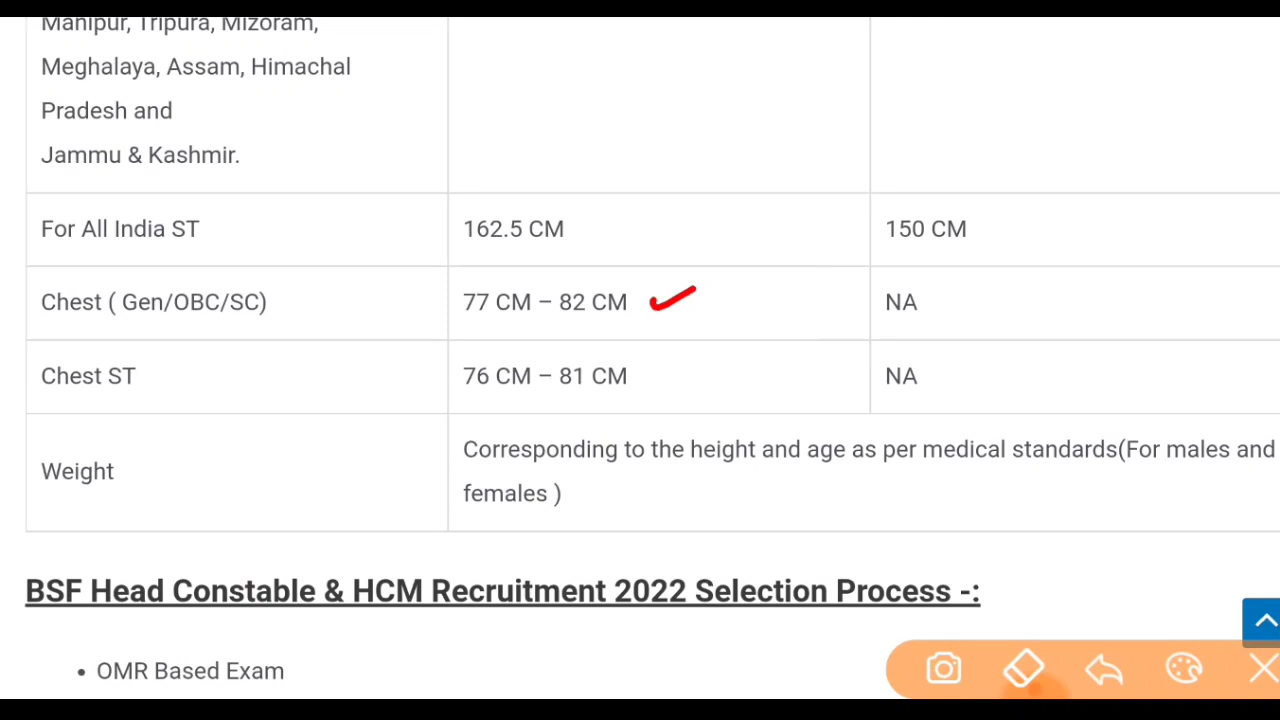 Manipur, Tripura, Mizoram,
Meghalaya, Assam, Himachal
Pradesh and
Jammu & Kashmir.
For All India ST 162.5 CM 150 CM
Chest ( Gen/OBC/SC) 77 CM – 82 CM NA
Chest ST 76 CM – 81 CM NA
Weight Corresponding to the height and age as per medical standards(For males and
females )
BSF Head Constable & HCM Recruitment 2022 Selection Process -:
• OMR Based Exam